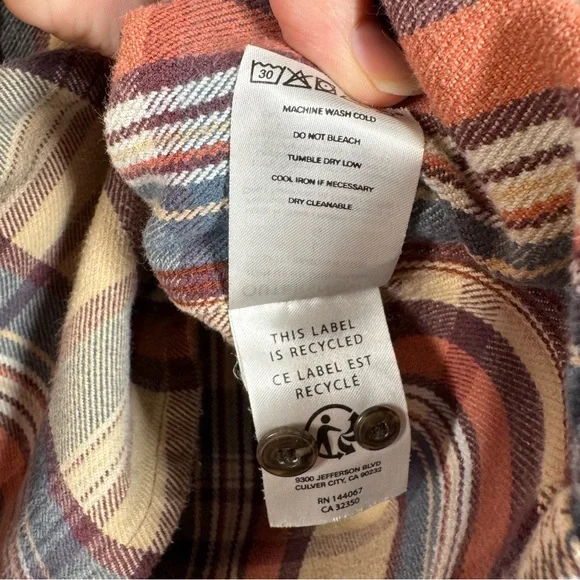 30
MACHINE WASH COLD
DO NOT BLEACH
TUMBLE DRY LOW
COOL IRON IF NECESSARY
DRY CLEANABLE
THIS LABEL
IS RECYCLED
CE LABEL EST
RECYCLÉ
9300 JEFFERSON BLVD
CULVER CITY, CA 90232
RN 144067
CA 32350